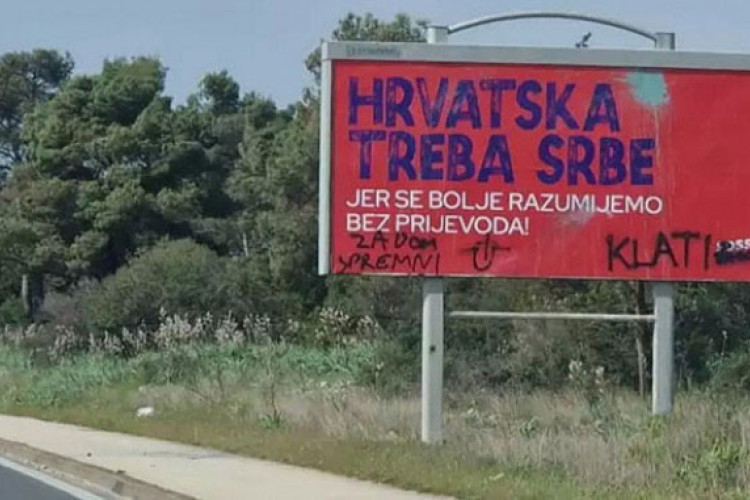 HRVATSKA
TREBA SRBE
JER SE BOLJE RAZUMIJEMO
BEZ PRIJEVODA!
ZA DOM
SPREMNI
KLATI